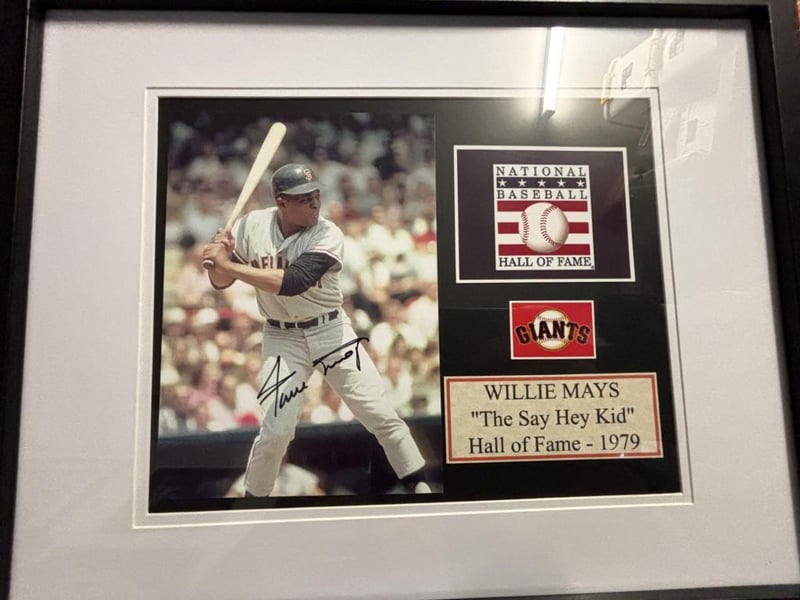 NATIONAL
BASEBALL
HALL OF FAME
GIANTS
WILLIE MAYS
"The Say Hey Kid"
Hall of Fame - 1979